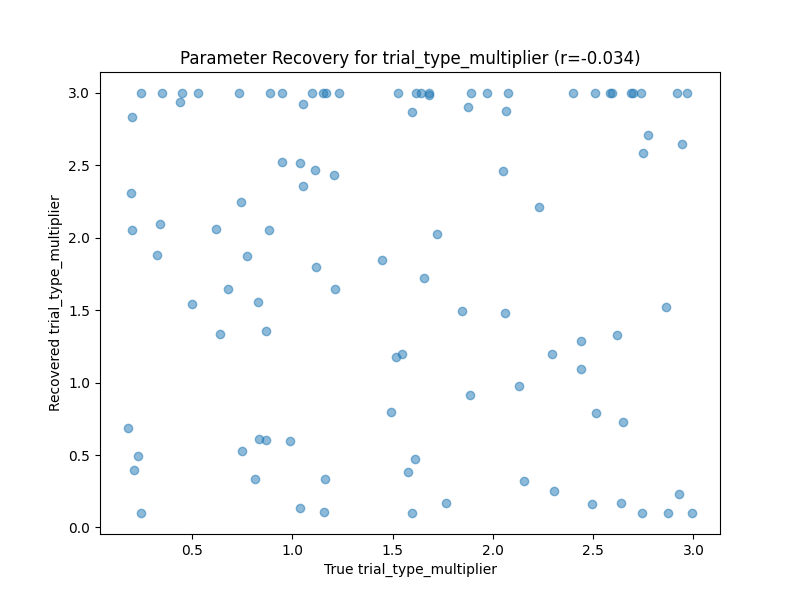 Parameter Recovery for trial_type_multiplier (r=-0.034)
3.0
2.5
2.0
1.5
1.0
0.5
0.0
Recovered trial_type_multiplier
0.5 1.0 1.5 2.0 2.5 3.0
True trial_type_multiplier